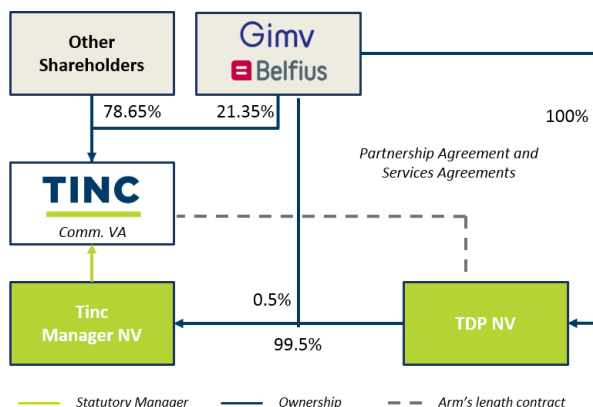 Other
Shareholders
Gimv
Belfius
78.65%
21.35%
100%
Partnership Agreement and
Services Agreements
TINC
Comm. VA
Tinc
Manager NV
0.5%
99.5%
TDP NV
Statutory Manager
Ownership
Arm's length contract